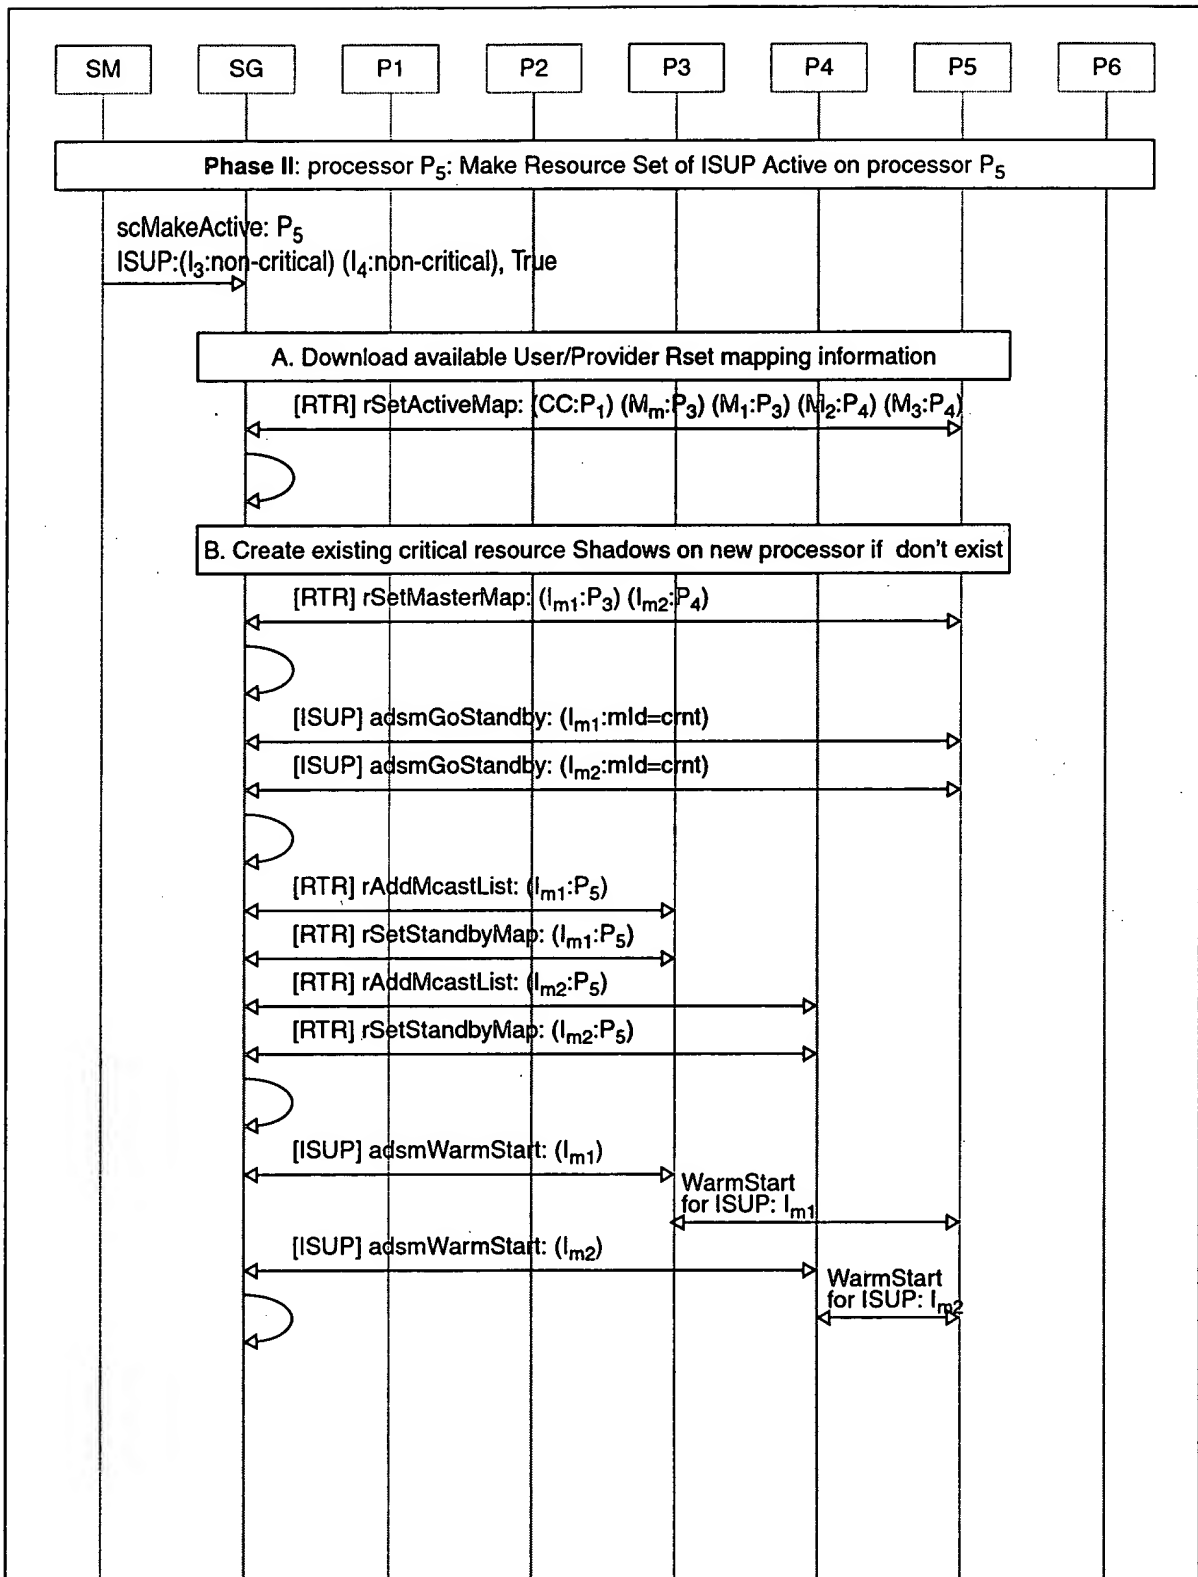 SM SG P1 P2 P3 P4 P5 P6
Phase II: processor P5: Make Resource Set of ISUP Active on processor P5
scMakeActive: P5
ISUP:(I3:non-critical) (I4:non-critical), True
A. Download available User/Provider Rset mapping information
[RTR] rSetActiveMap: (CC:P1) (Mm:P3) (M1:P3) (M2:P4) (M3:P4)
B. Create existing critical resource Shadows on new processor if don't exist
[RTR] rSetMasterMap: (Im1:P3) (Im2:P4)
[ISUP] adsmGoStandby: (Im1:mId=crnt)
[ISUP] adsmGoStandby: (Im2:mId=crnt)
[RTR] rAddMcastList: (Im1:P5)
[RTR] rSetStandbyMap: (Im1:P5)
[RTR] rAddMcastList: (Im2:P5)
[RTR] rSetStandbyMap: (Im2:P5)
[ISUP] adsmWarmStart: (Im1)
WarmStart
for ISUP: Im1
[ISUP] adsmWarmStart: (Im2)
WarmStart
for ISUP: Im2